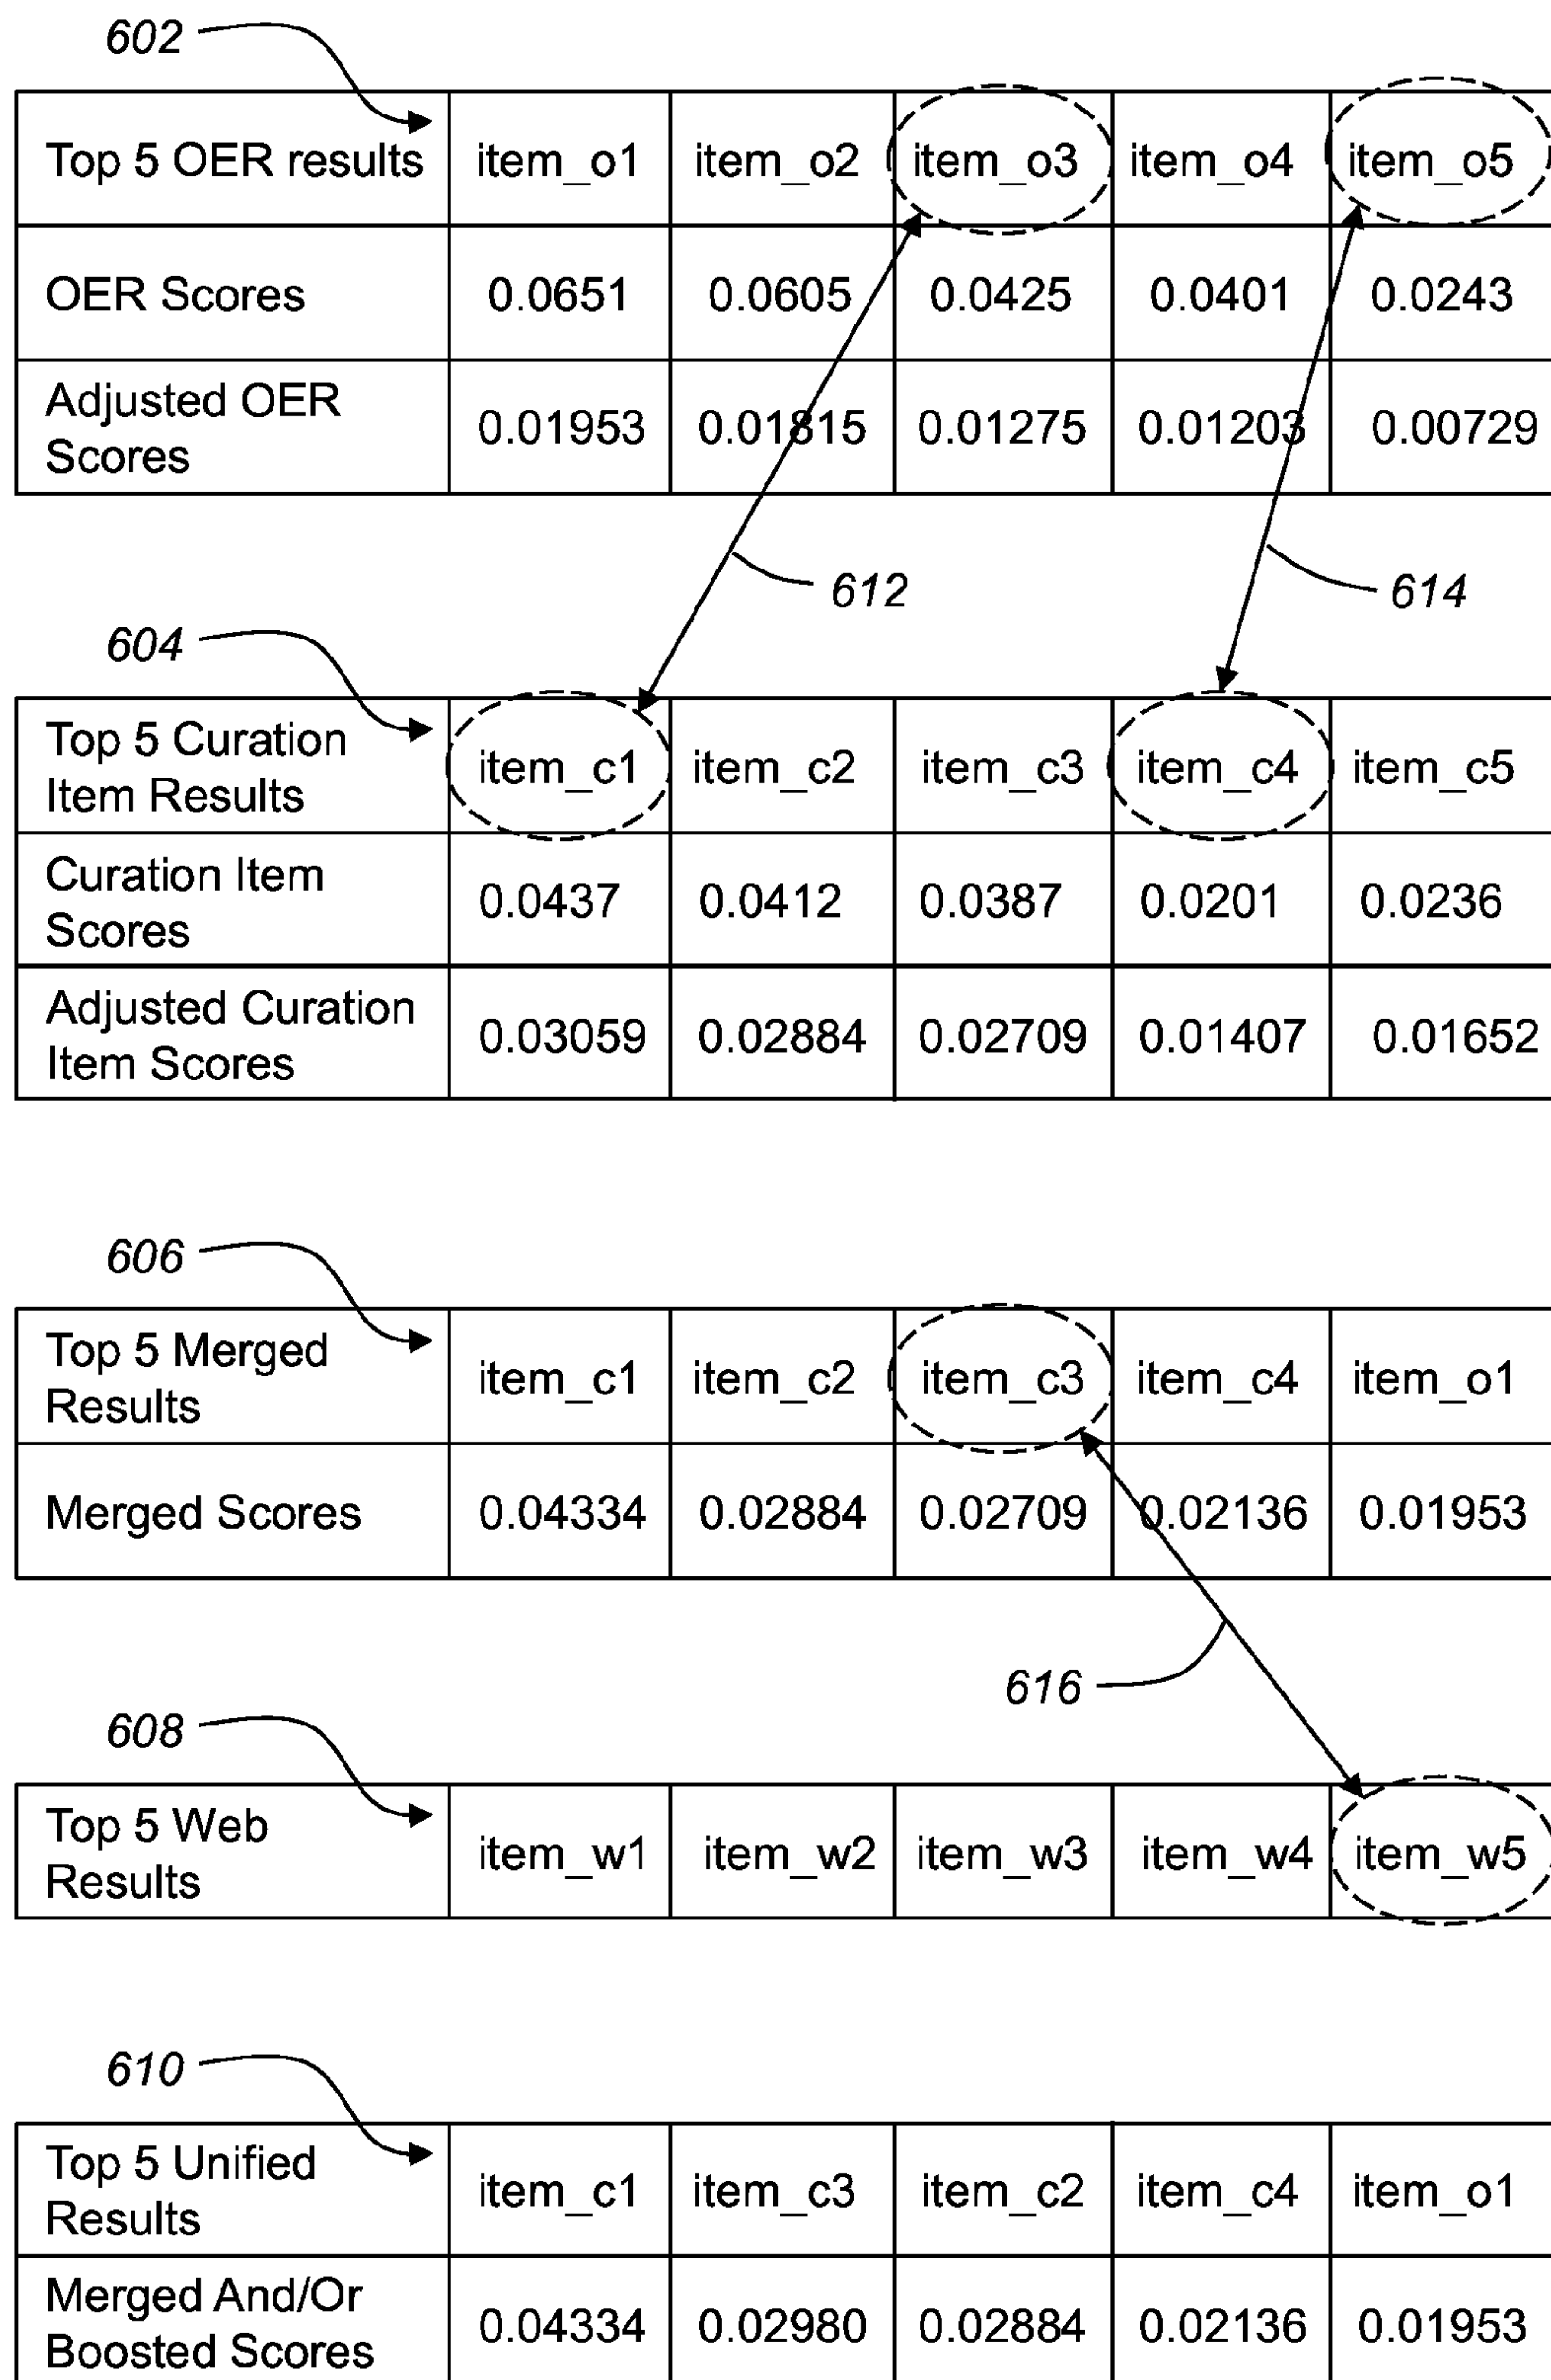 602
Top 5 OER results item_o1 item_o2 item_o3 item_o4 item_o5
OER Scores 0.0651 0.0605 0.0425 0.0401 0.0243
Adjusted OER
Scores 0.01953 0.01815 0.01275 0.01203 0.00729
612 614
604
Top 5 Curation
Item Results item_c1 item_c2 item_c3 item_c4 item_c5
Curation Item
Scores 0.0437 0.0412 0.0387 0.0201 0.0236
Adjusted Curation
Item Scores 0.03059 0.02884 0.02709 0.01407 0.01652
606
Top 5 Merged
Results item_c1 item_c2 item_c3 item_c4 item_o1
Merged Scores 0.04334 0.02884 0.02709 0.02136 0.01953
616
608
Top 5 Web
Results item_w1 item_w2 item_w3 item_w4 item_w5
610
Top 5 Unified
Results item_c1 item_c3 item_c2 item_c4 item_o1
Merged And/Or
Boosted Scores 0.04334 0.02980 0.02884 0.02136 0.01953